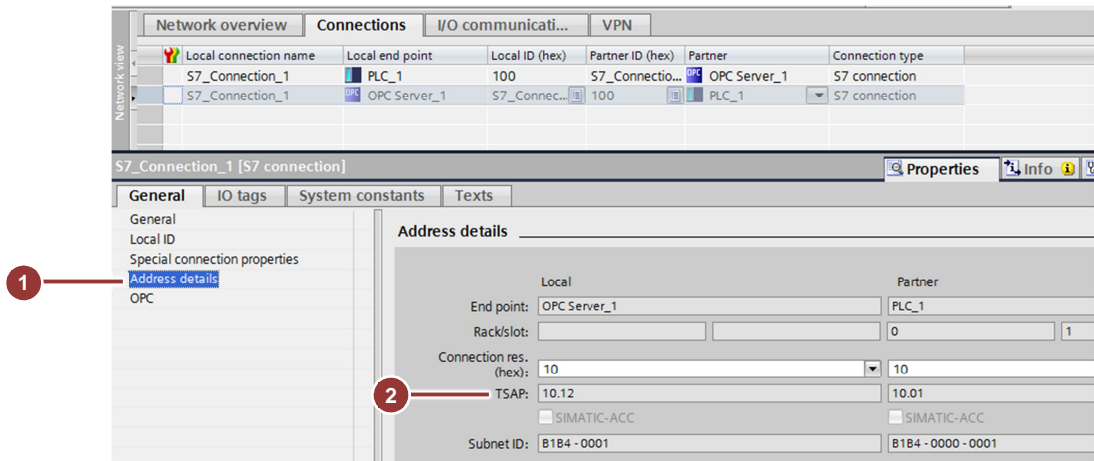 Network overview Connections I/O communicati... VPN
Local connection name Local end point Local ID (hex) Partner ID (hex) Partner Connection type
S7_Connection_1 PLC_1 100 S7_Connectio... OPC OPC Server_1 S7 connection
S7_Connection_1 OPC OPC Server_1 S7_Connec... 100 PLC_1 S7 connection
Network view
S7_Connection_1 [S7 connection] Properties Info
General IO tags System constants Texts
General
Local ID
Special connection properties
1 Address details
OPC
Address details
Local Partner
End point: OPC Server_1 PLC_1
Rack/slot: 0 1
Connection res.
(hex): 10 10
2 TSAP: 10.12 10.01
SIMATIC-ACC SIMATIC-ACC
Subnet ID: B1B4 - 0001 B1B4 - 0000 - 0001